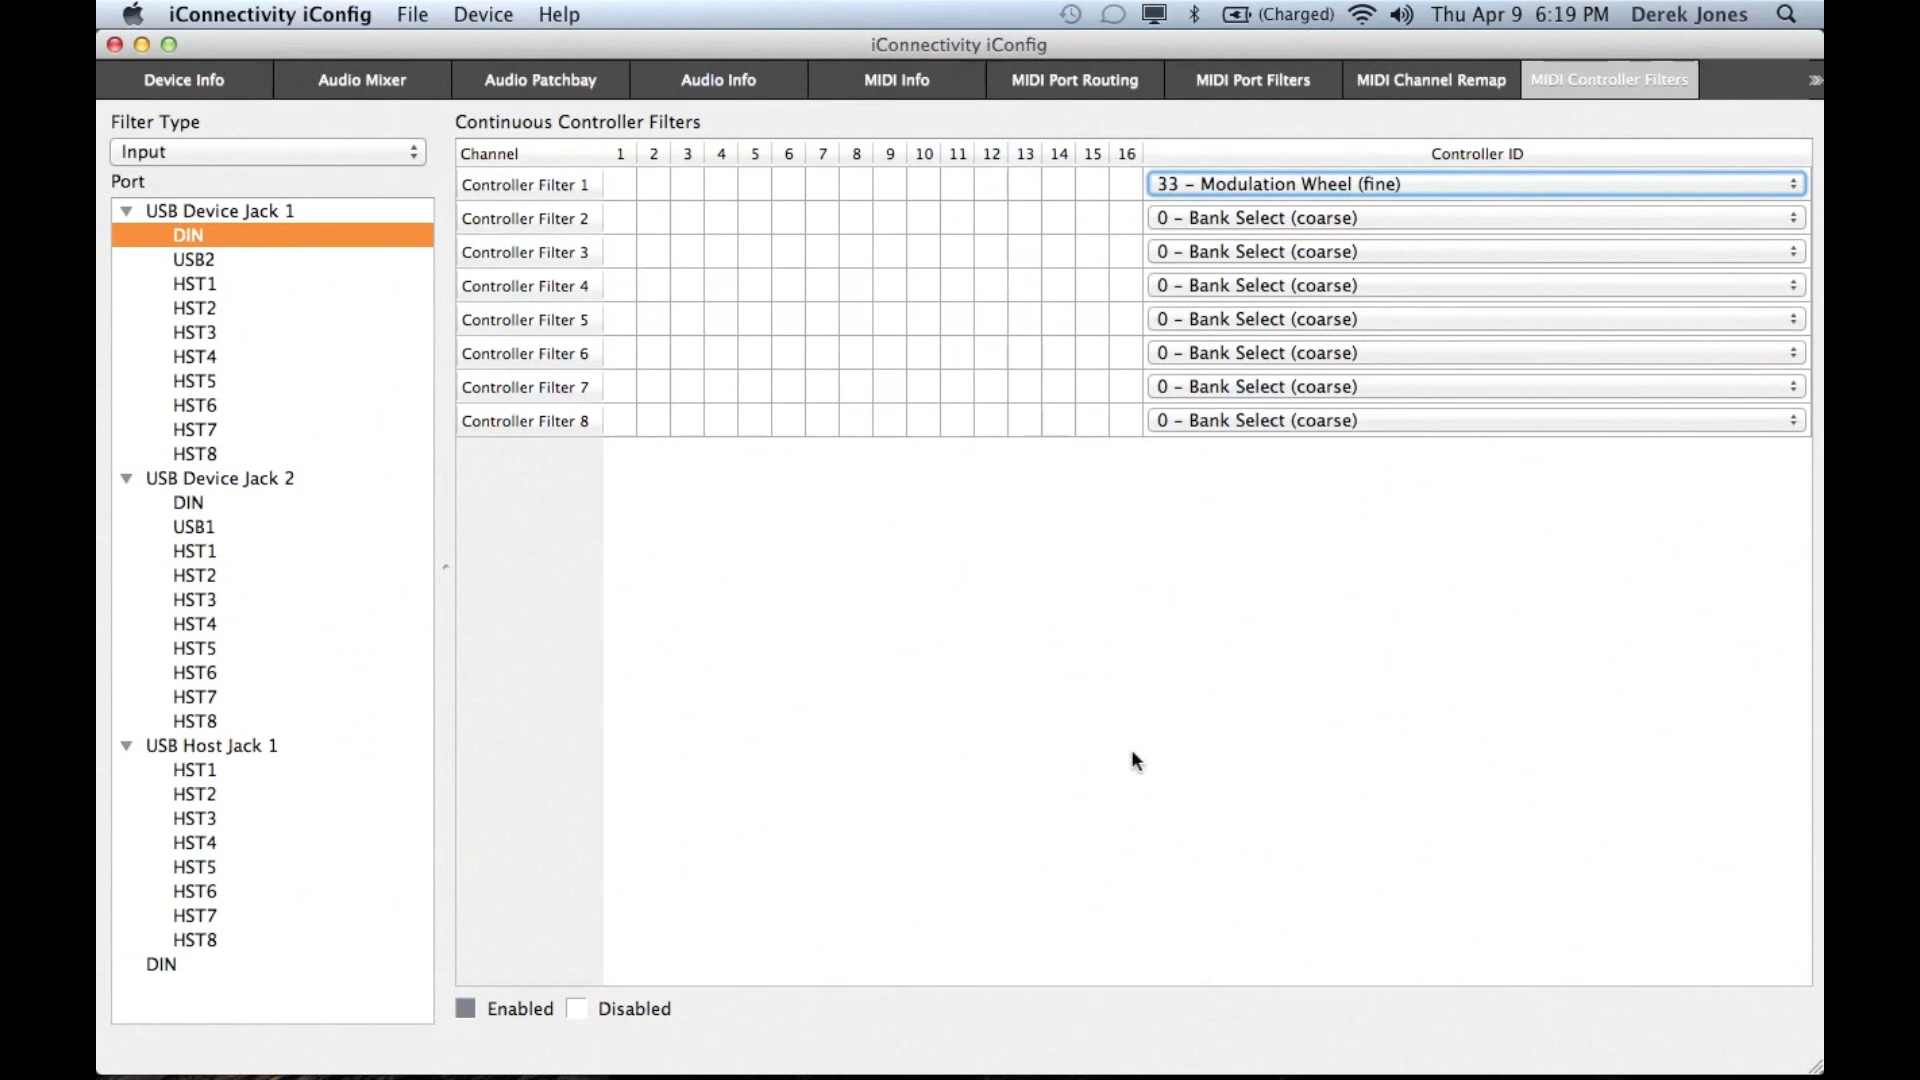 iConnectivity iConfig File Device Help (Charged) Thu Apr 9 6:19 PM Derek Jones
iConnectivity iConfig
Device Info Audio Mixer Audio Patchbay Audio Info MIDI Info MIDI Port Routing MIDI Port Filters MIDI Channel Remap MIDI Controller Filters
Filter Type
Input
Port
USB Device Jack 1
DIN
USB2
HST1
HST2
HST3
HST4
HST5
HST6
HST7
HST8
USB Device Jack 2
DIN
USB1
HST1
HST2
HST3
HST4
HST5
HST6
HST7
HST8
USB Host Jack 1
HST1
HST2
HST3
HST4
HST5
HST6
HST7
HST8
DIN
Continuous Controller Filters
Channel 1 2 3 4 5 6 7 8 9 10 11 12 13 14 15 16 Controller ID
Controller Filter 1 33 – Modulation Wheel (fine)
Controller Filter 2 0 – Bank Select (coarse)
Controller Filter 3 0 – Bank Select (coarse)
Controller Filter 4 0 – Bank Select (coarse)
Controller Filter 5 0 – Bank Select (coarse)
Controller Filter 6 0 – Bank Select (coarse)
Controller Filter 7 0 – Bank Select (coarse)
Controller Filter 8 0 – Bank Select (coarse)
Enabled Disabled